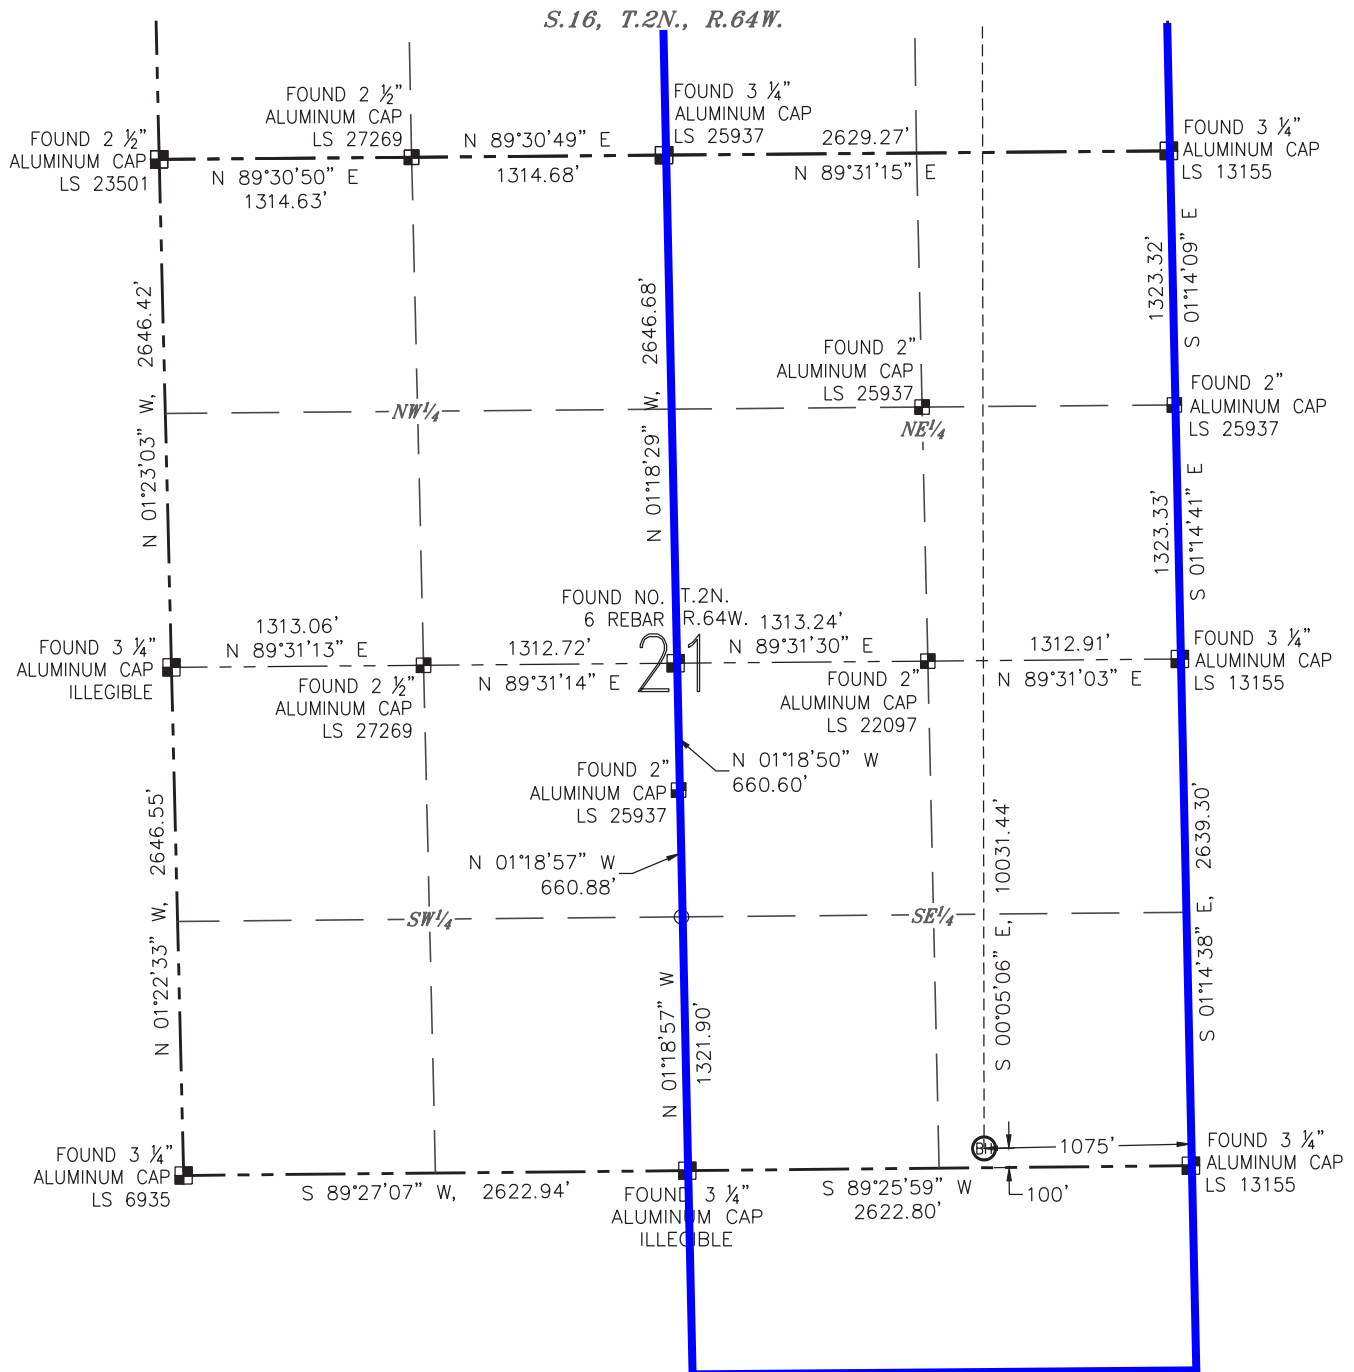 S.16, T.2N., R.64W.
FOUND 2 ½"
ALUMINUM CAP
LS 23501
FOUND 2 ½"
ALUMINUM CAP
LS 27269
FOUND 3 ¼"
ALUMINUM CAP
LS 25937
FOUND 3 ¼"
ALUMINUM CAP
LS 13155
N 89°30'50" E
1314.63'
N 89°30'49" E
1314.68'
2629.27'
N 89°31'15" E
N 01°23'03" W, 2646.42'
N 01°18'29" W, 2646.68'
1323.32'
S 01°14'09" E
FOUND 2"
ALUMINUM CAP
LS 25937
FOUND 2"
ALUMINUM CAP
LS 25937
NW¼
NE¼
1323.33'
S 01°14'41" E
FOUND NO.
6 REBAR
T.2N.
R.64W.
21
FOUND 3 ¼"
ALUMINUM CAP
ILLEGIBLE
1313.06'
N 89°31'13" E
1312.72'
N 89°31'14" E
1313.24'
N 89°31'30" E
1312.91'
N 89°31'03" E
FOUND 3 ¼"
ALUMINUM CAP
LS 13155
FOUND 2 ½"
ALUMINUM CAP
LS 27269
FOUND 2"
ALUMINUM CAP
LS 22097
N 01°18'50" W
660.60'
FOUND 2"
ALUMINUM CAP
LS 25937
N 01°18'57" W
660.88'
N 01°22'33" W, 2646.55'
S 00°05'06" E, 10031.44'
S 01°14'38" E, 2639.30'
SW¼
SE¼
N 01°18'57" W
1321.90'
BH
1075'
100'
FOUND 3 ¼"
ALUMINUM CAP
LS 6935
S 89°27'07" W, 2622.94'
FOUND 3 ¼"
ALUMINUM CAP
ILLEGIBLE
S 89°25'59" W
2622.80'
FOUND 3 ¼"
ALUMINUM CAP
LS 13155